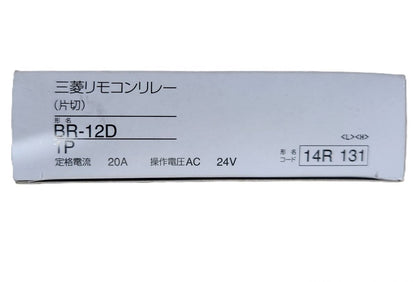 三菱リモコンリレー
(片切)
形名
BR-12D
1P
<L><H>
定格電流 20A 操作電圧AC 24V
形名コード 14R 131